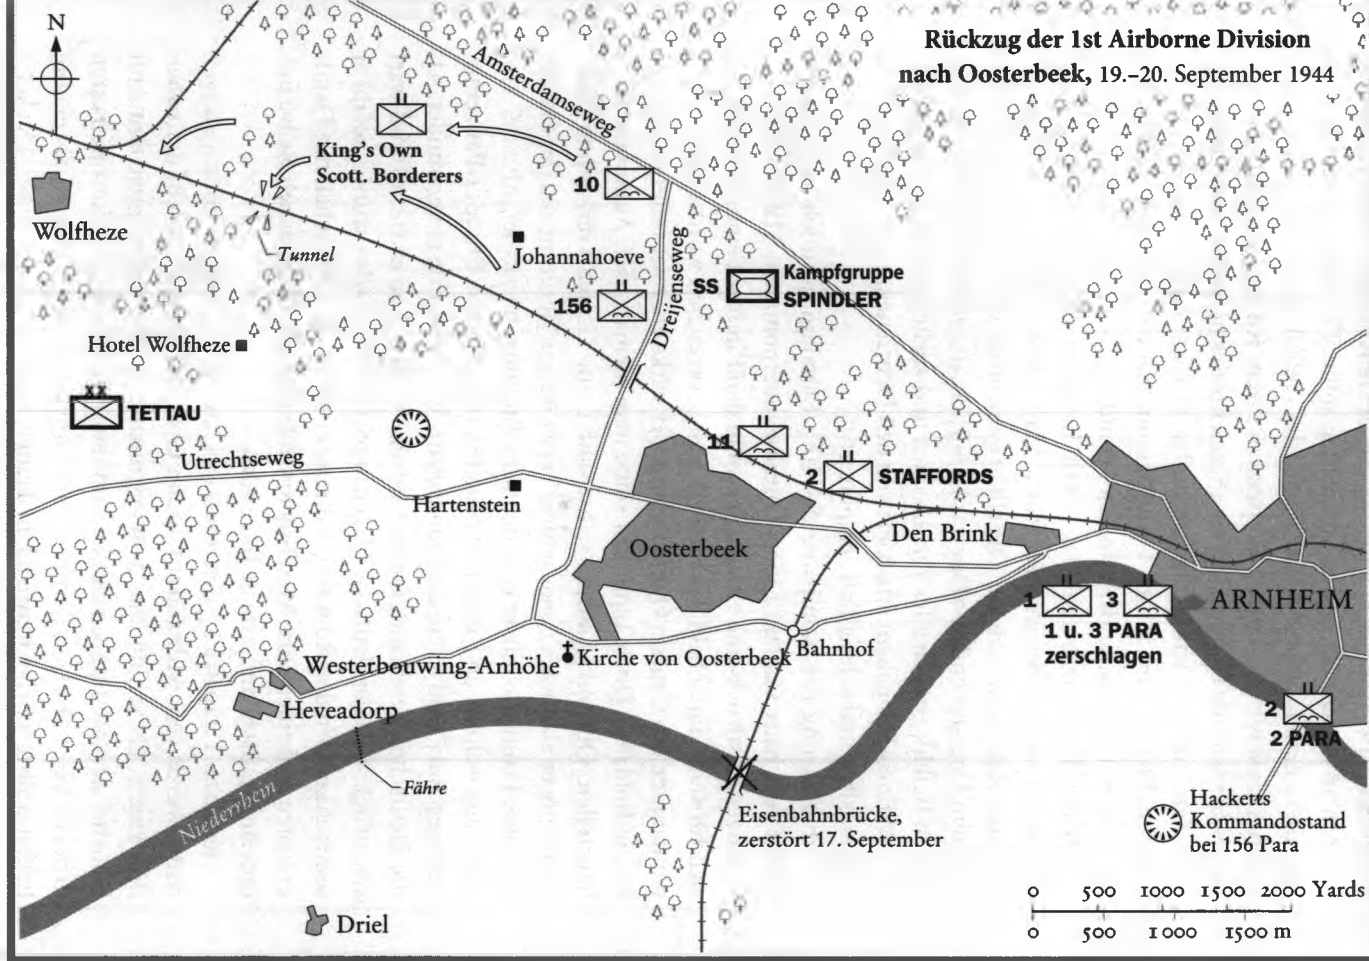 Rückzug der 1st Airborne Division
nach Oosterbeek, 19.–20. September 1944
N
Amsterdamseweg
King's Own
Scott. Borderers
10
Wolfheze
Tunnel
Johannahoeve
Dreijenseweg
SS
Kampfgruppe
SPINDLER
156
Hotel Wolfheze
XX
TETTAU
Utrechtseweg
11
2
STAFFORDS
Hartenstein
Den Brink
Oosterbeek
1
3
ARNHEIM
1 u. 3 PARA
zerschlagen
Westerbouwing-Anhöhe
Kirche von Oosterbeek
Bahnhof
Heveadorp
2
2 PARA
Fähre
Niederrhein
Eisenbahnbrücke,
zerstört 17. September
Hacketts
Kommandostand
bei 156 Para
Driel
0 500 1000 1500 2000 Yards
0 500 1000 1500 m